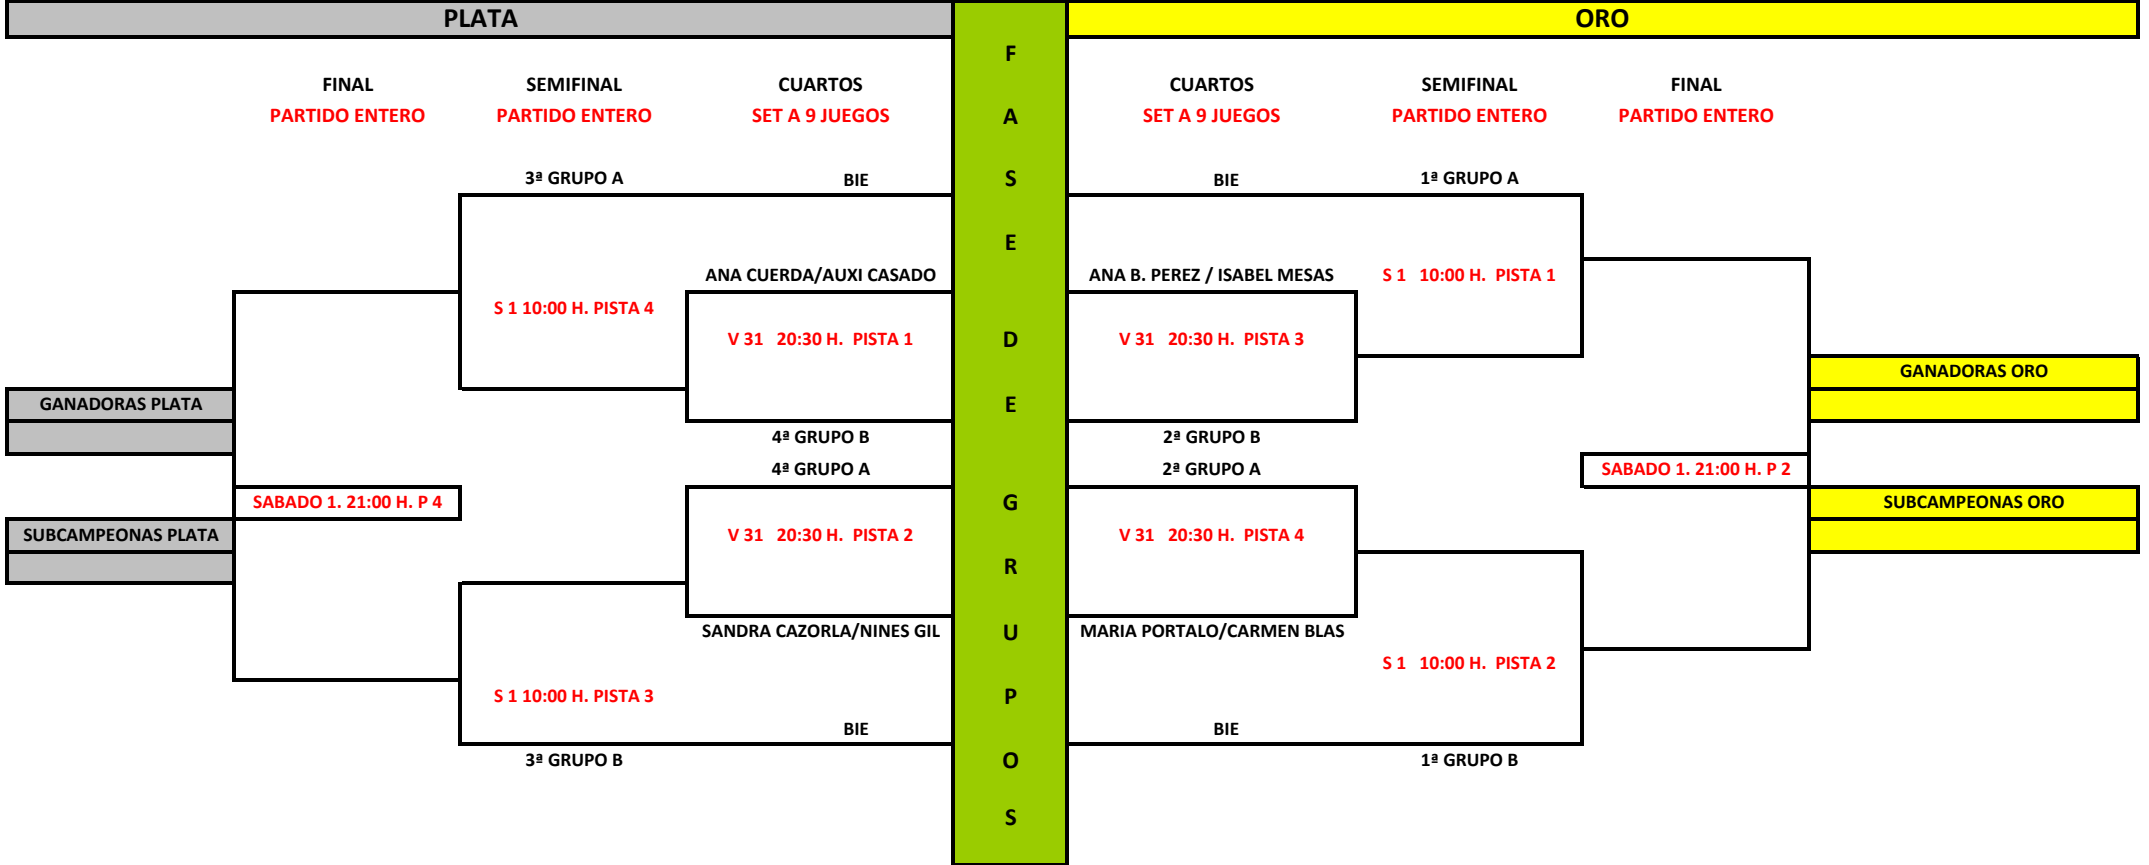 PLATA
ORO
F
FINAL SEMIFINAL CUARTOS CUARTOS SEMIFINAL FINAL
PARTIDO ENTERO PARTIDO ENTERO SET A 9 JUEGOS A SET A 9 JUEGOS PARTIDO ENTERO PARTIDO ENTERO
3ª GRUPO A BIE S BIE 1ª GRUPO A
E
ANA CUERDA/AUXI CASADO ANA B. PEREZ / ISABEL MESAS S 1 10:00 H. PISTA 1
S 1 10:00 H. PISTA 4
V 31 20:30 H. PISTA 1 D V 31 20:30 H. PISTA 3
GANADORAS ORO
GANADORAS PLATA E
4ª GRUPO B 2ª GRUPO B
4ª GRUPO A 2ª GRUPO A SABADO 1. 21:00 H. P 2
SABADO 1. 21:00 H. P 4 G SUBCAMPEONAS ORO
SUBCAMPEONAS PLATA V 31 20:30 H. PISTA 2 V 31 20:30 H. PISTA 4
R
SANDRA CAZORLA/NINES GIL U MARIA PORTALO/CARMEN BLAS
S 1 10:00 H. PISTA 2
S 1 10:00 H. PISTA 3 P
BIE BIE
3ª GRUPO B O 1ª GRUPO B
S